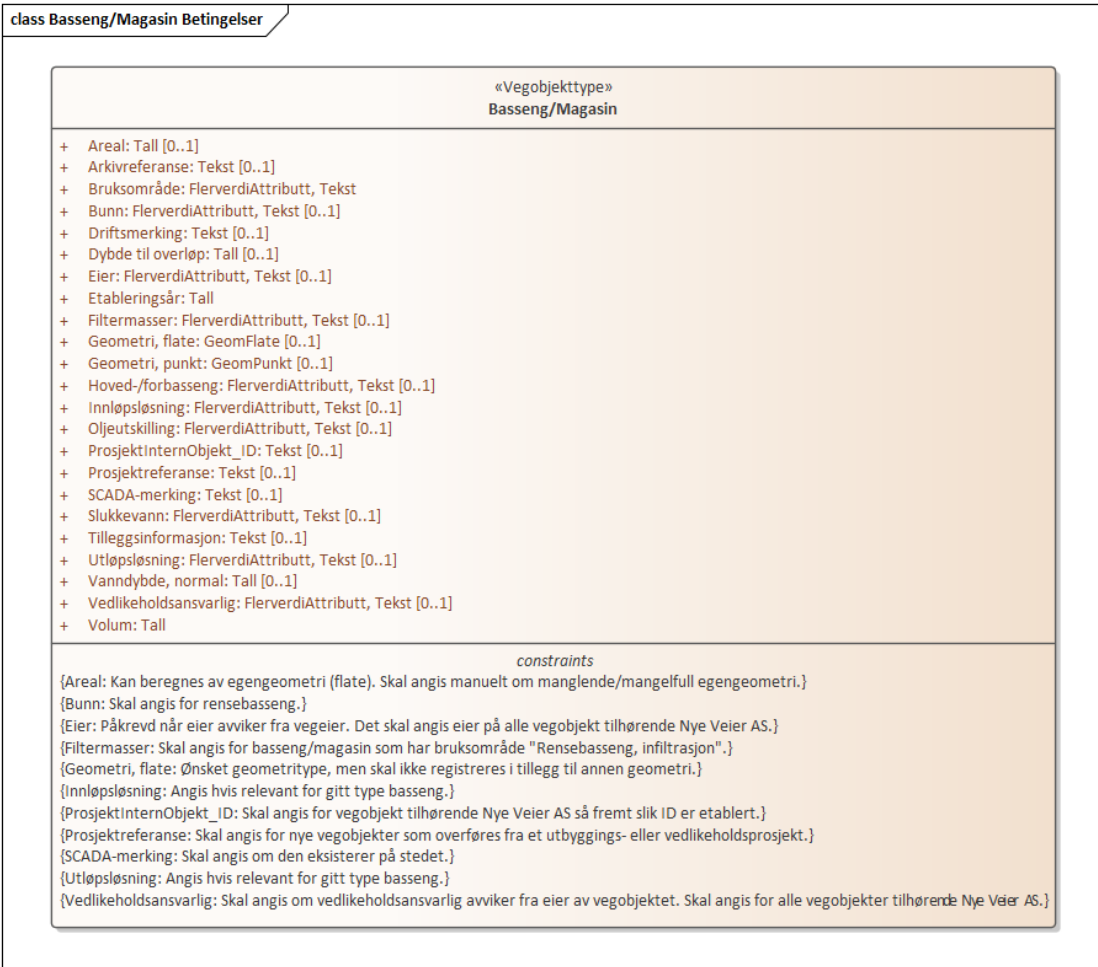 class Basseng/Magasin Betingelser
«Vegobjekttype»
Basseng/Magasin
+ Areal: Tall [0..1]
+ Arkivreferanse: Tekst [0..1]
+ Bruksområde: FlerverdiAttributt, Tekst
+ Bunn: FlerverdiAttributt, Tekst [0..1]
+ Driftsmerking: Tekst [0..1]
+ Dybde til overløp: Tall [0..1]
+ Eier: FlerverdiAttributt, Tekst [0..1]
+ Etableringsår: Tall
+ Filtermasser: FlerverdiAttributt, Tekst [0..1]
+ Geometri, flate: GeomFlate [0..1]
+ Geometri, punkt: GeomPunkt [0..1]
+ Hoved-/forbasseng: FlerverdiAttributt, Tekst [0..1]
+ Innløpsløsning: FlerverdiAttributt, Tekst [0..1]
+ Oljeutskilling: FlerverdiAttributt, Tekst [0..1]
+ ProsjektInternObjekt_ID: Tekst [0..1]
+ Prosjektreferanse: Tekst [0..1]
+ SCADA-merking: Tekst [0..1]
+ Slukkevann: FlerverdiAttributt, Tekst [0..1]
+ Tilleggsinformasjon: Tekst [0..1]
+ Utløpsløsning: FlerverdiAttributt, Tekst [0..1]
+ Vanndybde, normal: Tall [0..1]
+ Vedlikeholdsansvarlig: FlerverdiAttributt, Tekst [0..1]
+ Volum: Tall
constraints
{Areal: Kan beregnes av egengeometri (flate). Skal angis manuelt om manglende/mangelfull egengeometri.}
{Bunn: Skal angis for rensebasseng.}
{Eier: Påkrevd når eier avviker fra vegeier. Det skal angis eier på alle vegobjekt tilhørende Nye Veier AS.}
{Filtermasser: Skal angis for basseng/magasin som har bruksområde "Rensebasseng, infiltrasjon".}
{Geometri, flate: Ønsket geometritype, men skal ikke registreres i tillegg til annen geometri.}
{Innløpsløsning: Angis hvis relevant for gitt type basseng.}
{ProsjektInternObjekt_ID: Skal angis for vegobjekt tilhørende Nye Veier AS så fremt slik ID er etablert.}
{Prosjektreferanse: Skal angis for nye vegobjekter som overføres fra et utbyggings- eller vedlikeholdsprosjekt.}
{SCADA-merking: Skal angis om den eksisterer på stedet.}
{Utløpsløsning: Angis hvis relevant for gitt type basseng.}
{Vedlikeholdsansvarlig: Skal angis om vedlikeholdsansvarlig avviker fra eier av vegobjektet. Skal angis for alle vegobjekter tilhørende Nye Veier AS.}